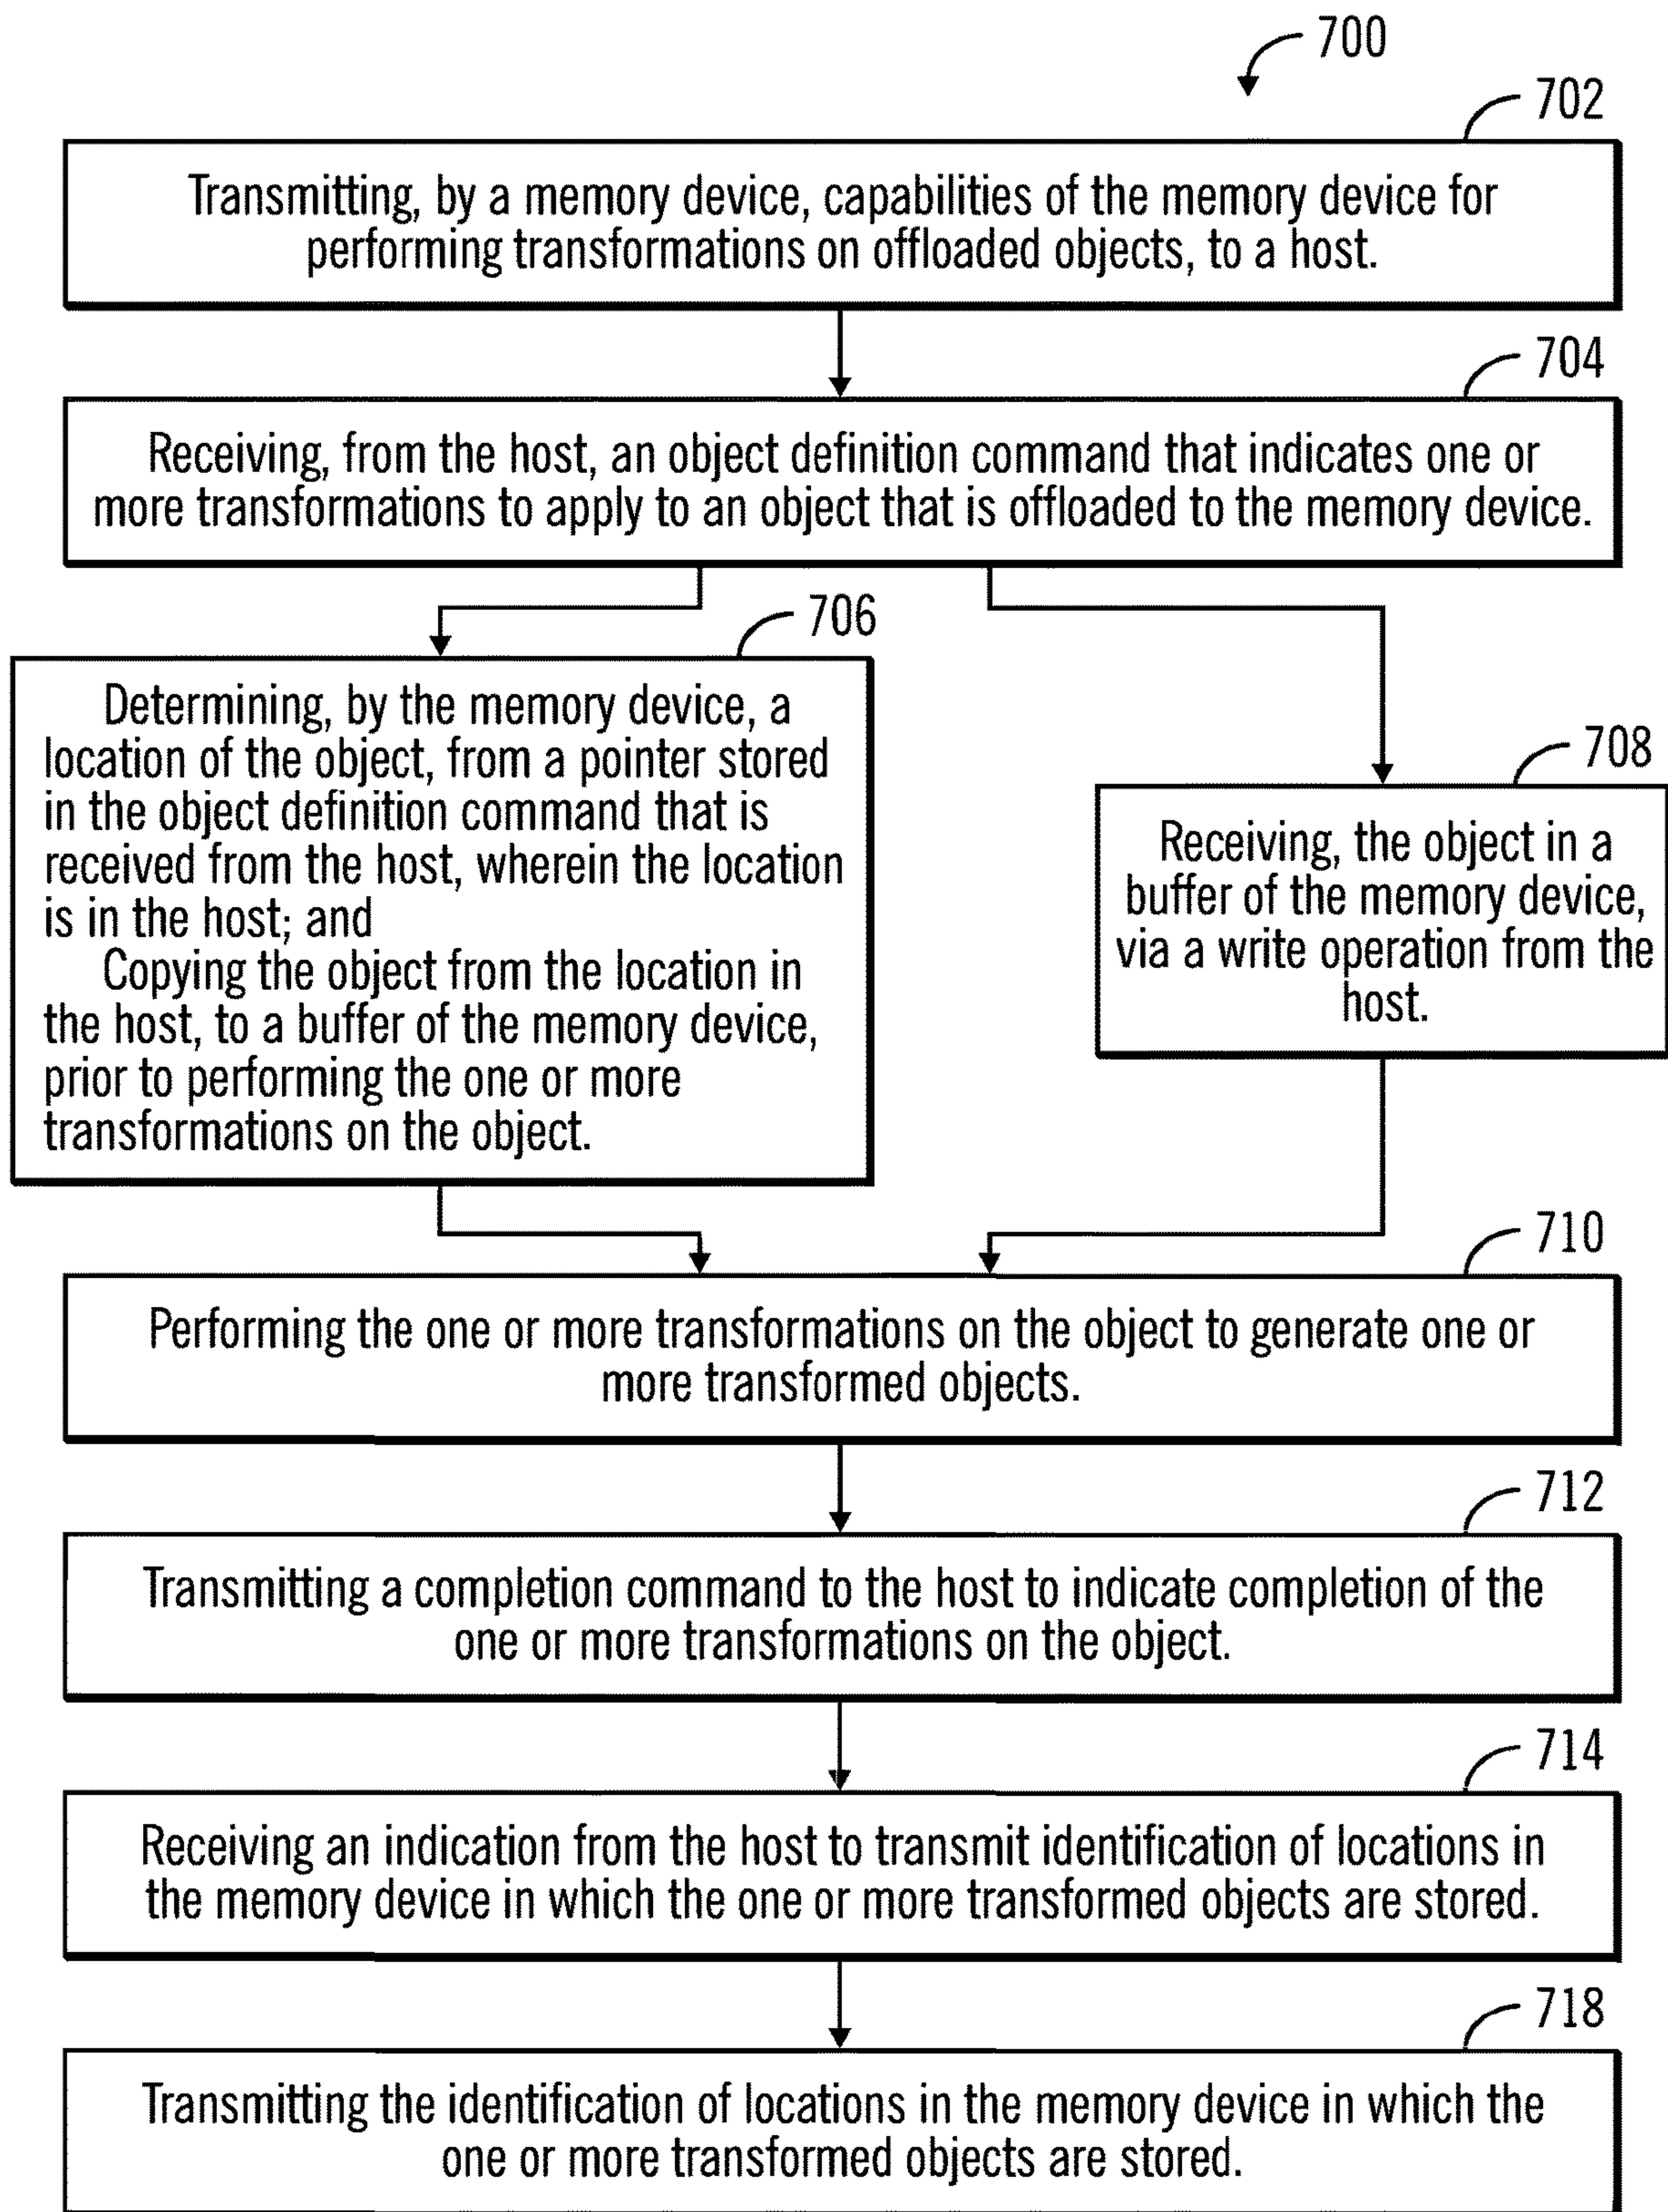 700
702
Transmitting, by a memory device, capabilities of the memory device for
performing transformations on offloaded objects, to a host.
704
Receiving, from the host, an object definition command that indicates one or
more transformations to apply to an object that is offloaded to the memory device.
706
Determining, by the memory device, a
location of the object, from a pointer stored
in the object definition command that is
received from the host, wherein the location
is in the host; and
Copying the object from the location in
the host, to a buffer of the memory device,
prior to performing the one or more
transformations on the object.
708
Receiving, the object in a
buffer of the memory device,
via a write operation from the
host.
710
Performing the one or more transformations on the object to generate one or
more transformed objects.
712
Transmitting a completion command to the host to indicate completion of the
one or more transformations on the object.
714
Receiving an indication from the host to transmit identification of locations in
the memory device in which the one or more transformed objects are stored.
718
Transmitting the identification of locations in the memory device in which the
one or more transformed objects are stored.